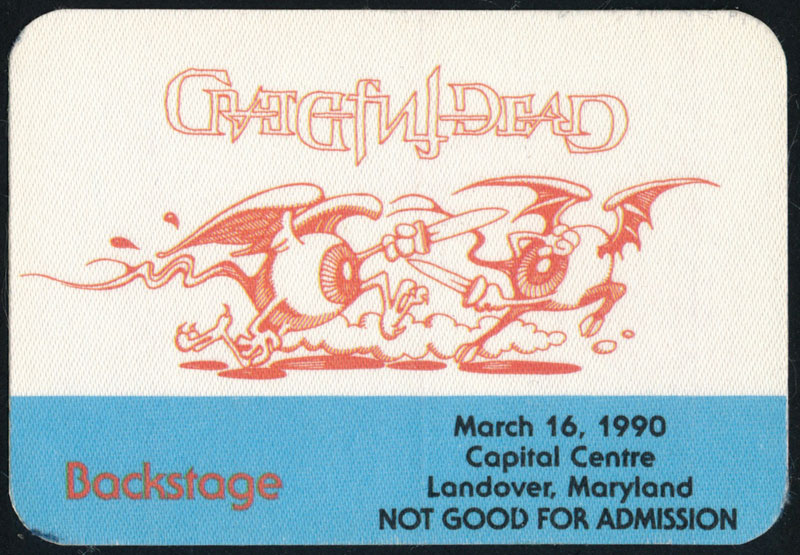 GRATEFUL DEAD
Backstage
March 16, 1990
Capital Centre
Landover, Maryland
NOT GOOD FOR ADMISSION